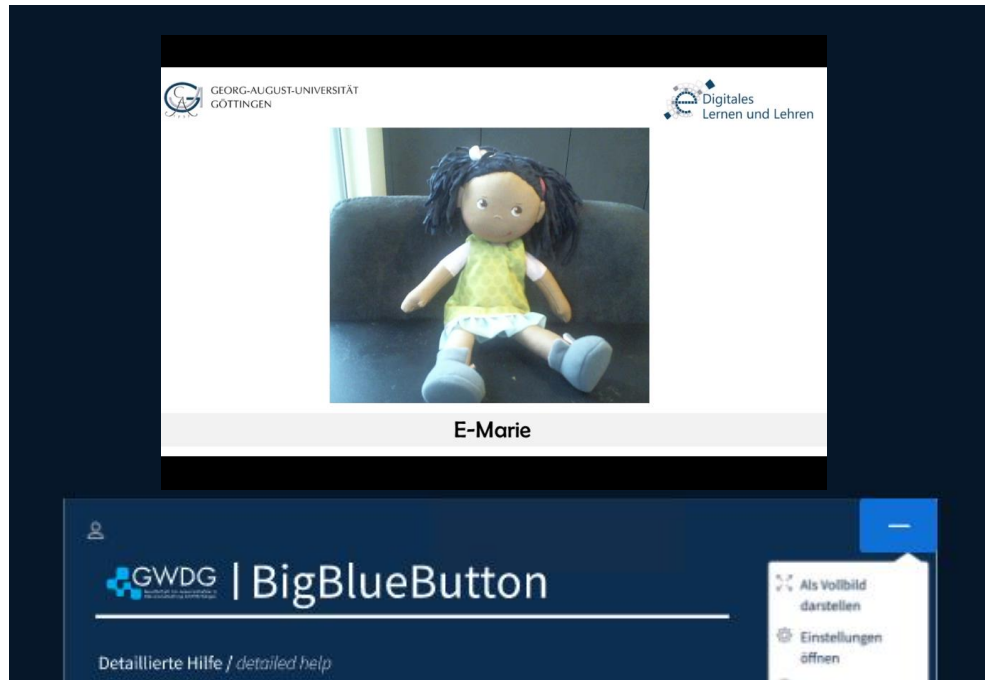 GEORG-AUGUST-UNIVERSITÄT
GÖTTINGEN
Digitales
Lernen und Lehren
E-Marie
GWDG | BigBlueButton
Als Vollbild
darstellen
Einstellungen
öffnen
Detaillierte Hilfe / detailed help